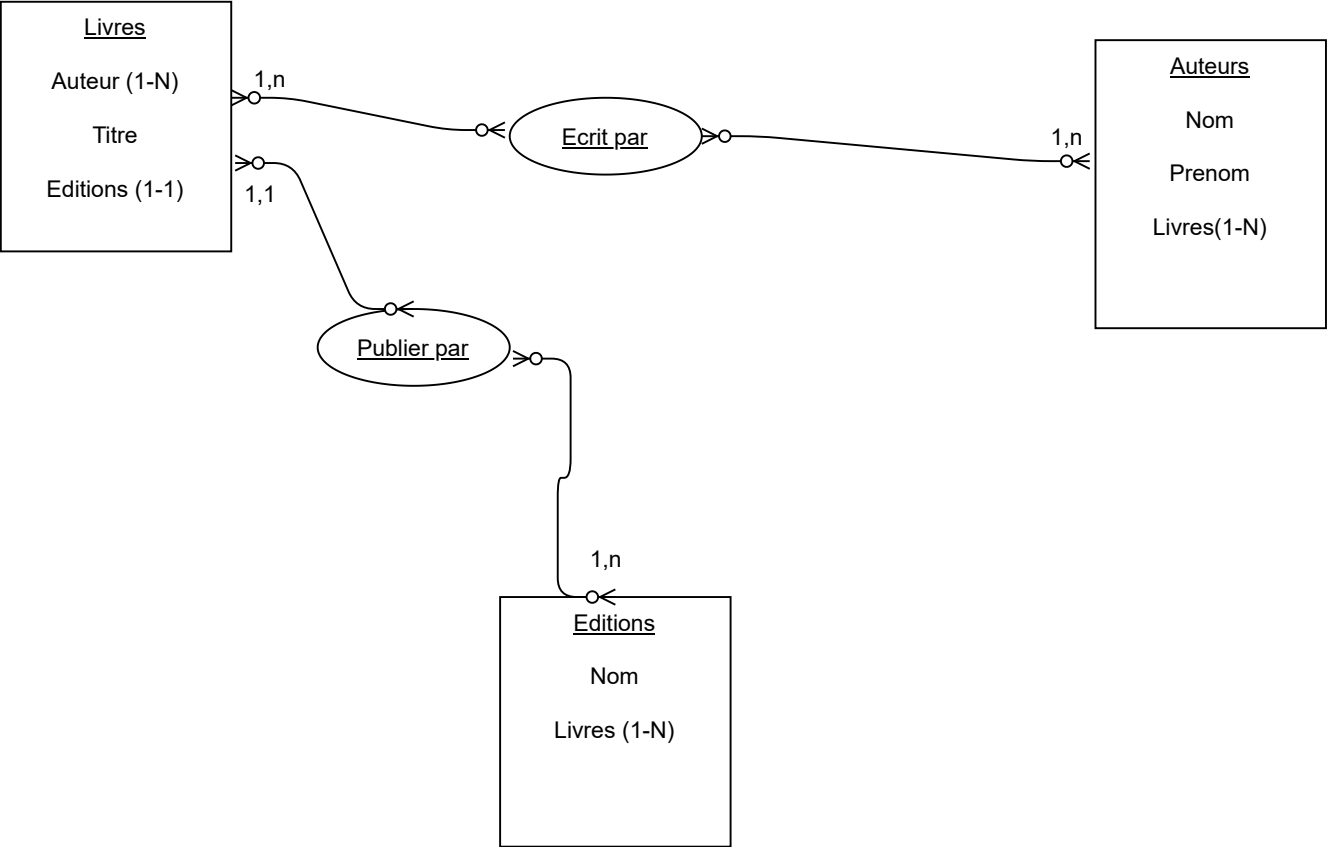 Livres
Auteur (1-N)
Titre
Editions (1-1)
1,n
1,1
Ecrit par
1,n
Auteurs
Nom
Prenom
Livres(1-N)
Publier par
1,n
Editions
Nom
Livres (1-N)